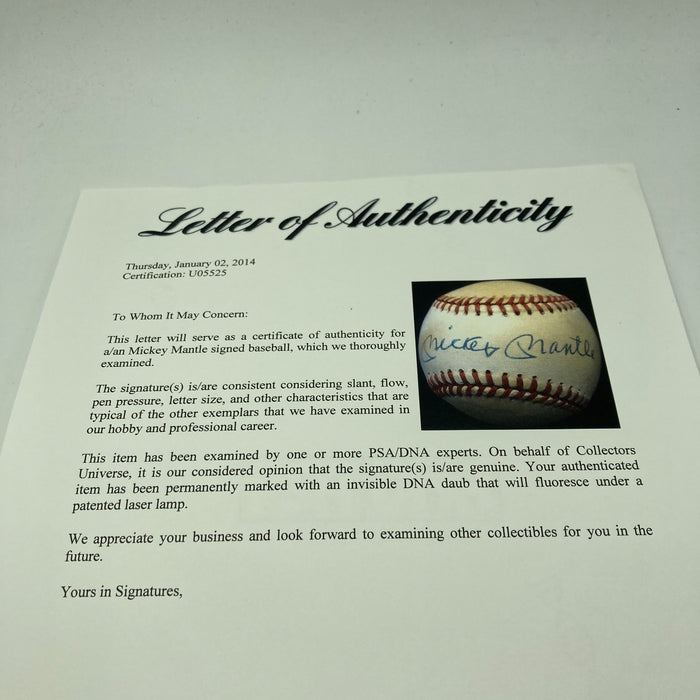 Letter of Authenticity
Thursday, January 02, 2014
Certification: U05525
To Whom It May Concern:
This letter will serve as a certificate of authenticity for
a/an Mickey Mantle signed baseball, which we thoroughly
examined.
The signature(s) is/are consistent considering slant, flow,
pen pressure, letter size, and other characteristics that are
typical of the other exemplars that we have examined in
our hobby and professional career.
Mickey Mantle
This item has been examined by one or more PSA/DNA experts. On behalf of Collectors
Universe, it is our considered opinion that the signature(s) is/are genuine. Your authenticated
item has been permanently marked with an invisible DNA daub that will fluoresce under a
patented laser lamp.
We appreciate your business and look forward to examining other collectibles for you in the
future.
Yours in Signatures,